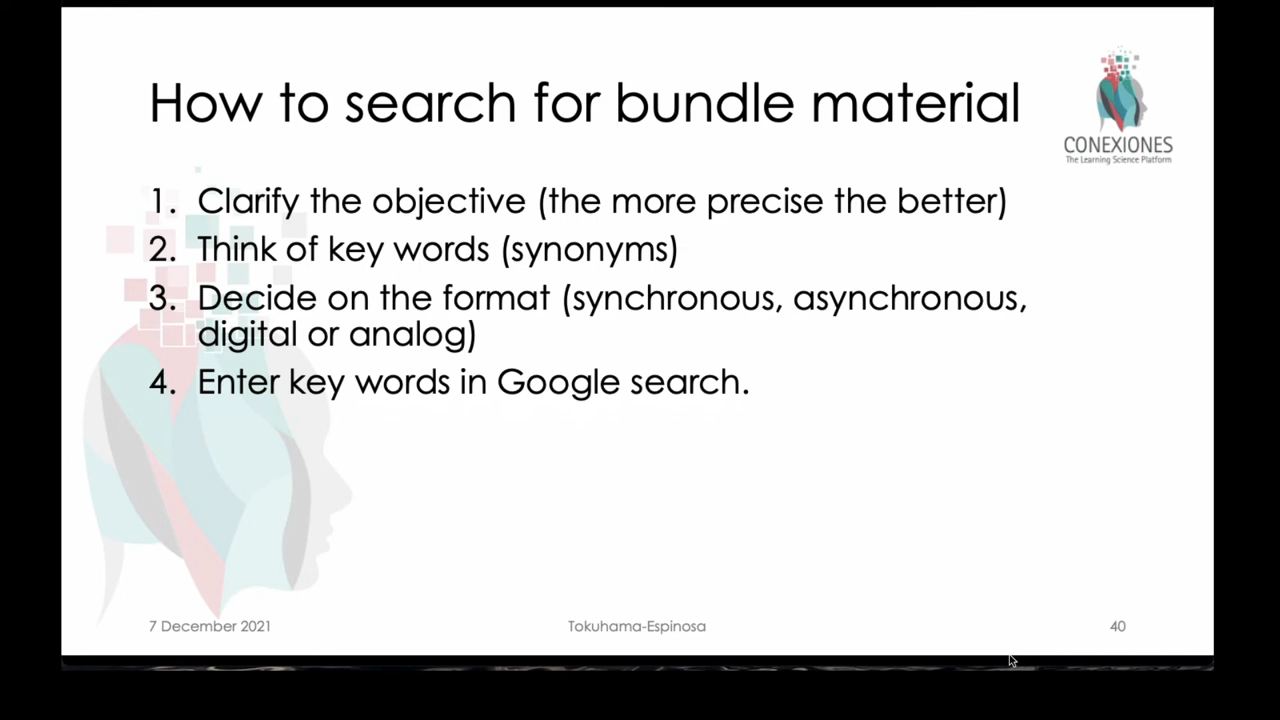 How to search for bundle material
CONEXIONES
The Learning Science Platform
1. Clarify the objective (the more precise the better)
2. Think of key words (synonyms)
3. Decide on the format (synchronous, asynchronous,
digital or analog)
4. Enter key words in Google search.
7 December 2021
Tokuhama-Espinosa
40